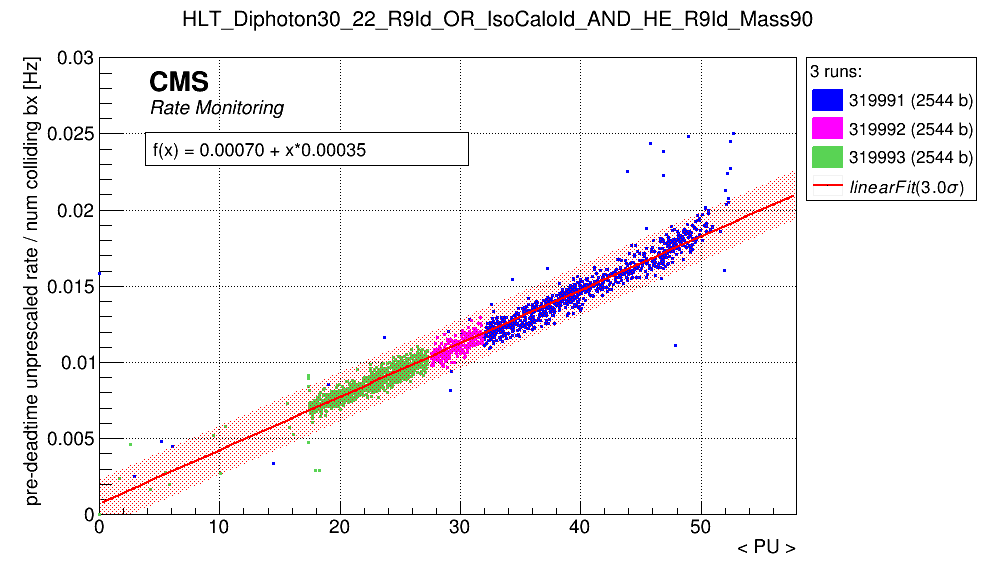 HLT_Diphoton30_22_R9Id_OR_IsoCaloId_AND_HE_R9Id_Mass90
pre-deadtime unprescaled rate / num colliding bx [Hz]
0.03
0.025
0.02
0.015
0.01
0.005
0
CMS
Rate Monitoring
f(x) = 0.00070 + x*0.00035
0 10 20 30 40 50
< PU >
3 runs:
319991 (2544 b)
319992 (2544 b)
319993 (2544 b)
linearFit(3.0σ)